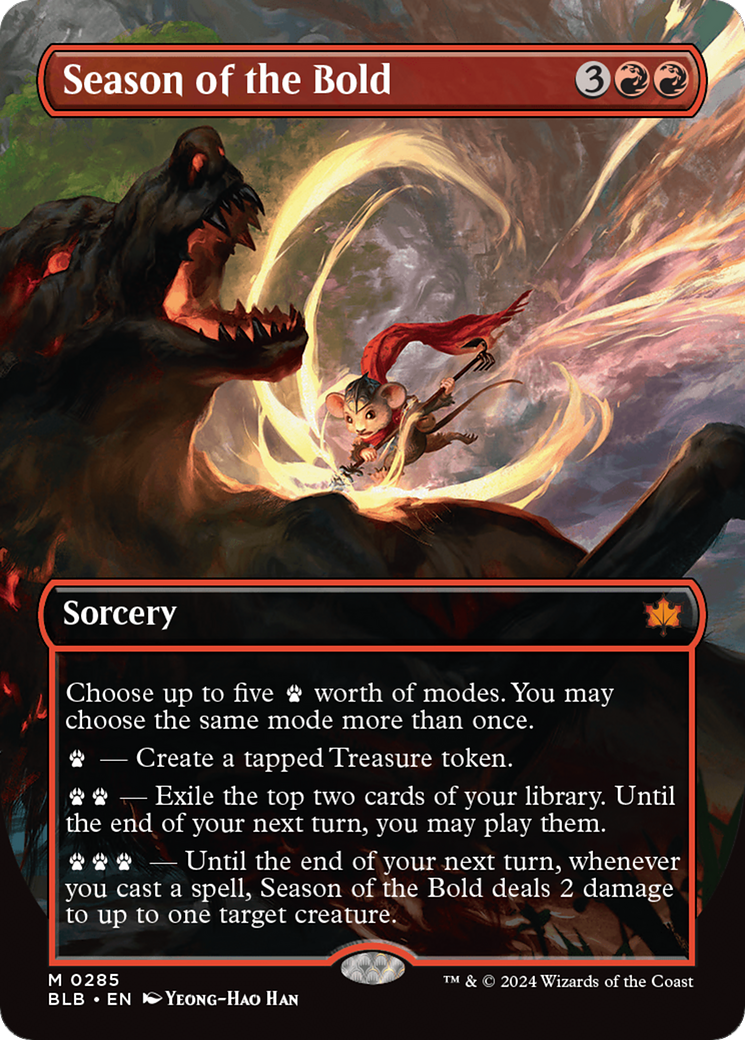 Season of the Bold 3
Sorcery
Choose up to five worth of modes. You may
choose the same mode more than once.
— Create a tapped Treasure token.
— Exile the top two cards of your library. Until
the end of your next turn, you may play them.
— Until the end of your next turn, whenever
you cast a spell, Season of the Bold deals 2 damage
to up to one target creature.
M 0285
BLB • EN Yeong-Hao Han
™ & © 2024 Wizards of the Coast